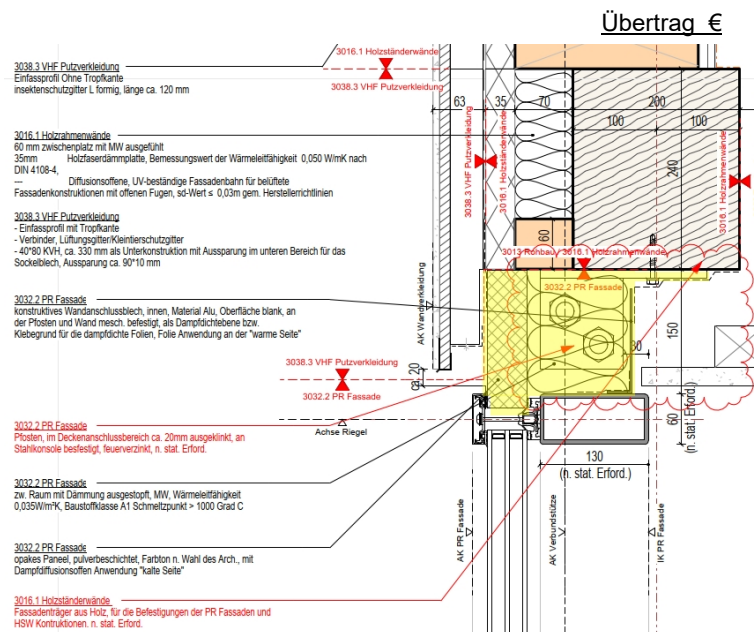 Übertrag €
3038.3 VHF Putzverkleidung
Einfassprofil Ohne Tropfkante
insektenschutzgitter L formig, länge ca. 120 mm
3016.1 Holzrahmenwände
60 mm zwischenplatz mit MW ausgeführt
35mm Holzfaserdämmplatte, Bemessungswert der Wärmeleitfähigkeit 0,050 W/mK nach
DIN 4108-4,
--- Diffusionsoffene, UV-beständige Fassadenbahn für belüftete
Fassadenkonstruktionen mit offenen Fugen, sd-Wert ≤ 0,03m gem. Herstellerrichtlinien
3038.3 VHF Putzverkleidung
- Einfassprofil mit Tropfkante
- Verbinder, Lüftungsgitter/Kleintierschutzgitter
- 40*80 KVH, ca. 330 mm als Unterkonstruktion mit Aussparung im unteren Bereich für das
Sockelbiech, Aussparung ca. 90*10 mm
3032.2 PR Fassade
konstruktives Wandanschlussblech, innen, Material Alu, Oberfläche blank, an
der Pfosten und Wand mesch. befestigt, als Dampfdichtebene bzw.
Klebegrund für die dampfdichte Folien, Folie Anwendung an der "warme Seite"
3032.2 PR Fassade
Pfosten, im Deckenanschlussbereich ca. 20mm ausgeklinkt, an
Stahlkonsole besfestigt, feuerverzinkt, n. stat. Erford.
3032.2 PR Fassade
zw. Raum mit Dämmung ausgestopft, MW, Wärmeleitfähigkeit
0,035W/m²K, Baustoffklasse A1 Schmeltzpunkt > 1000 Grad C
3032.2 PR Fassade
opakes Paneel, pulverbeschichtet, Farbton n. Wahl des Arch., mit
Dampfdiffusionsoffen Anwendung "kalte Seite"
3016.1 Holzständerwände
Fassadenträger aus Holz, für die Befestigungen der PR Fassaden und
HSW Kontruktionen. n. stat. Erford.
3016.1 Holzständerwände
3038.3 VHF Putzverkleidung
63
35
70
200
100
100
240
3038.3 VHF Putzverkleidung
3016.1 Holzständerwände
3016.1 Holzrahmenwände
60
3013 Rohbau
3016.1 Holzrahmenwände
3032.2 PR Fassade
AK Wandverkleidung
150
30
3038.3 VHF Putzverkleidung
3032.2 PR Fassade
ca. 20
Achse Riegel
60
(n. stat. Erford.)
130
(n. stat. Erford.)
AK PR Fassade
AK Verbundstütze
IK PR Fassade